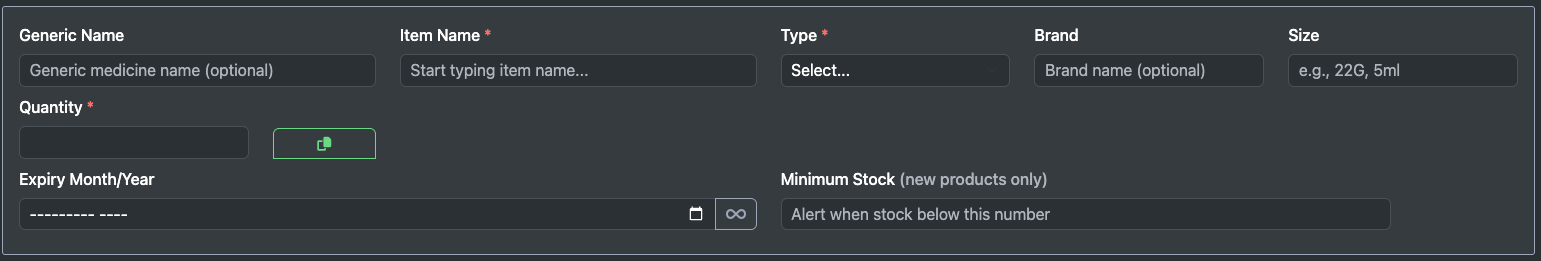 Generic Name
Item Name *
Type *
Brand
Size
Generic medicine name (optional)
Start typing item name...
Select...
Brand name (optional)
e.g., 22G, 5ml
Quantity *
Expiry Month/Year
Minimum Stock (new products only)
--------- ----
Alert when stock below this number